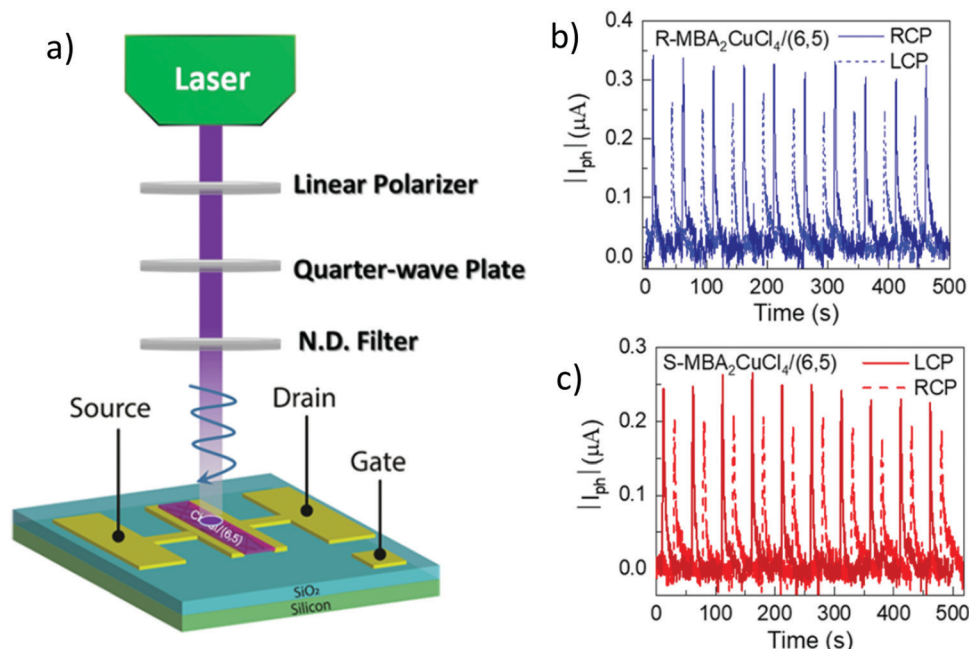 a)
Laser
Linear Polarizer
Quarter-wave Plate
N.D. Filter
Source
Drain
Gate
SiO₂
Silicon
b)
R-MBA₂CuCl₄/(6,5)
RCP
LCP
|I_ph| (µA)
0.4
0.3
0.2
0.1
0.0
0 100 200 300 400 500
Time (s)
c)
S-MBA₂CuCl₄/(6,5)
LCP
RCP
|I_ph| (µA)
0.3
0.2
0.1
0.0
0 100 200 300 400 500
Time (s)